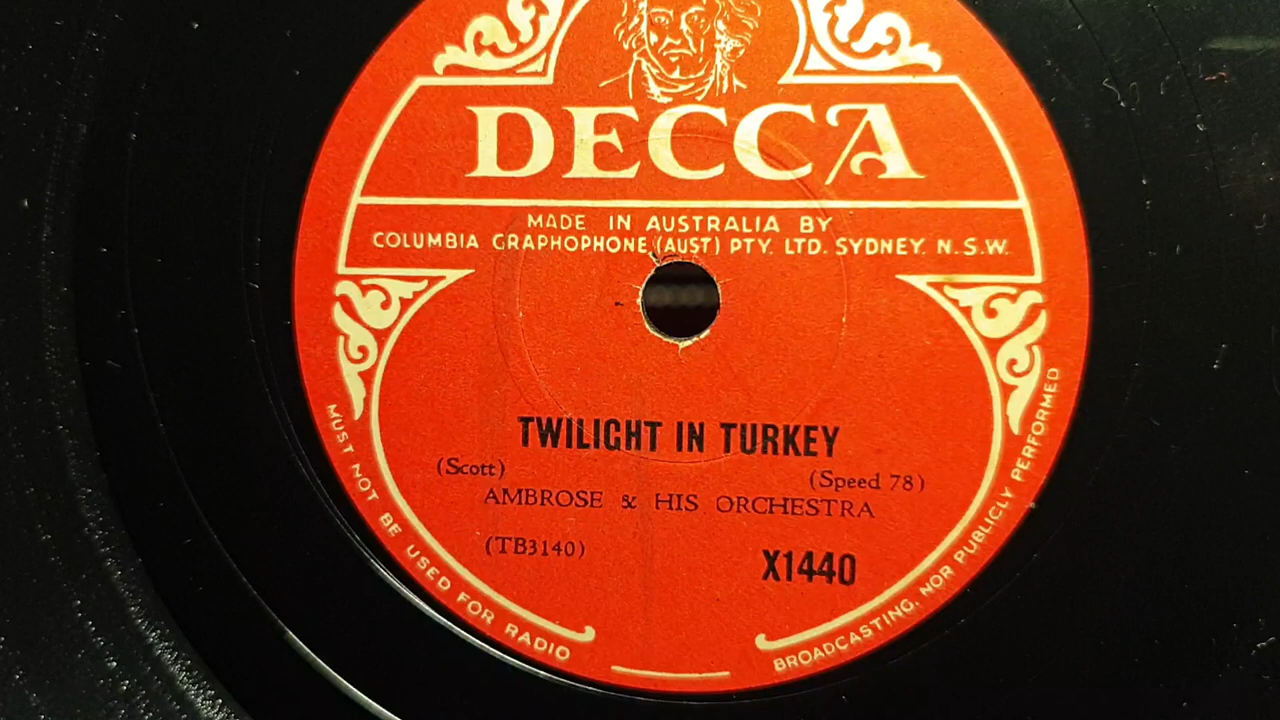 DECCA
MADE IN AUSTRALIA BY
COLUMBIA GRAPHOPHONE (AUST) PTY. LTD. SYDNEY. N.S.W.
TWILIGHT IN TURKEY
(Scott)
(Speed 78)
AMBROSE & HIS ORCHESTRA
(TB3140)
X1440
MUST NOT BE USED FOR RADIO
BROADCASTING, NOR PUBLICLY PERFORMED